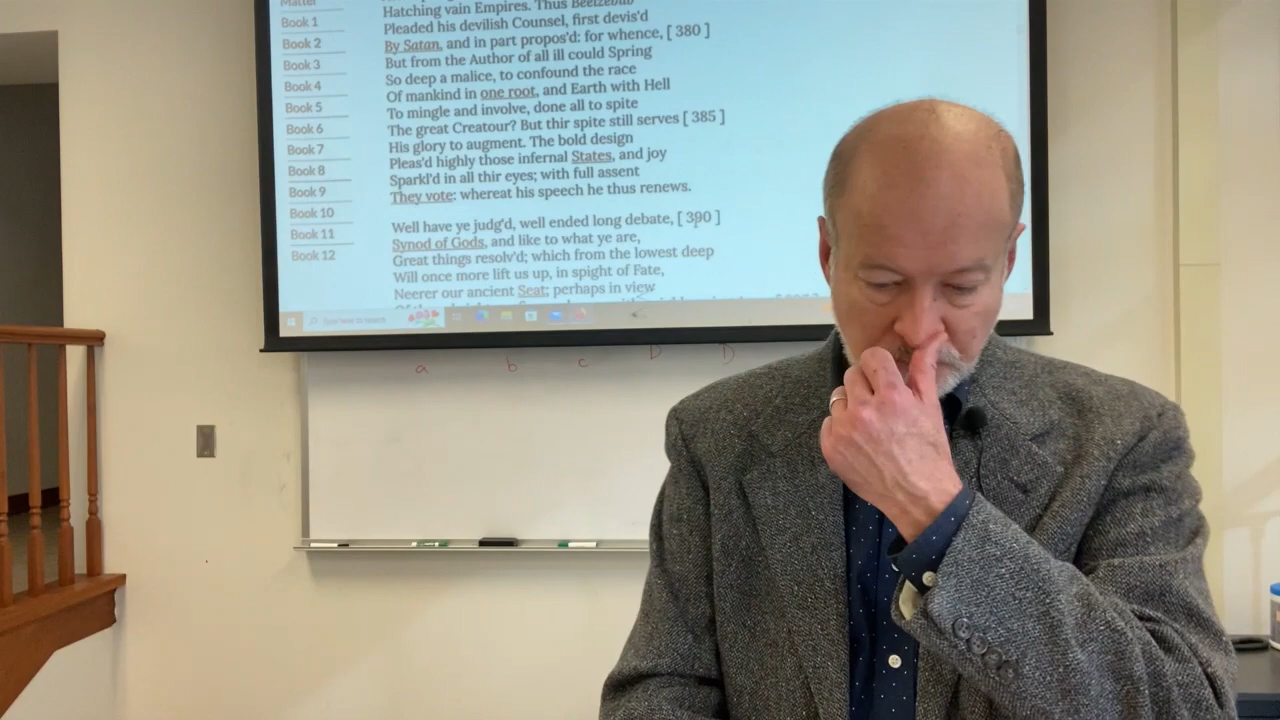 Matter
Book 1
Book 2
Book 3
Book 4
Book 5
Book 6
Book 7
Book 8
Book 9
Book 10
Book 11
Book 12
Hatching vain Empires. Thus Beelzebub
Pleaded his devilish Counsel, first devis'd
By Satan, and in part propos'd: for whence, [ 380 ]
But from the Author of all ill could Spring
So deep a malice, to confound the race
Of mankind in one root, and Earth with Hell
To mingle and involve, done all to spite
The great Creatour? But thir spite still serves [ 385 ]
His glory to augment. The bold design
Pleas'd highly those infernal States, and joy
Sparkl'd in all thir eyes; with full assent
They vote: whereat his speech he thus renews.
Well have ye judg'd, well ended long debate, [ 390 ]
Synod of Gods, and like to what ye are,
Great things resolv'd; which from the lowest deep
Will once more lift us up, in spight of Fate,
Neerer our ancient Seat; perhaps in view
Type here to search
a b c D D